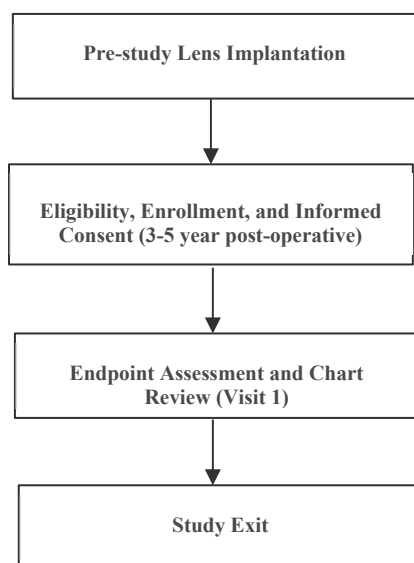 Pre-study Lens Implantation
Eligibility, Enrollment, and Informed
Consent (3-5 year post-operative)
Endpoint Assessment and Chart
Review (Visit 1)
Study Exit